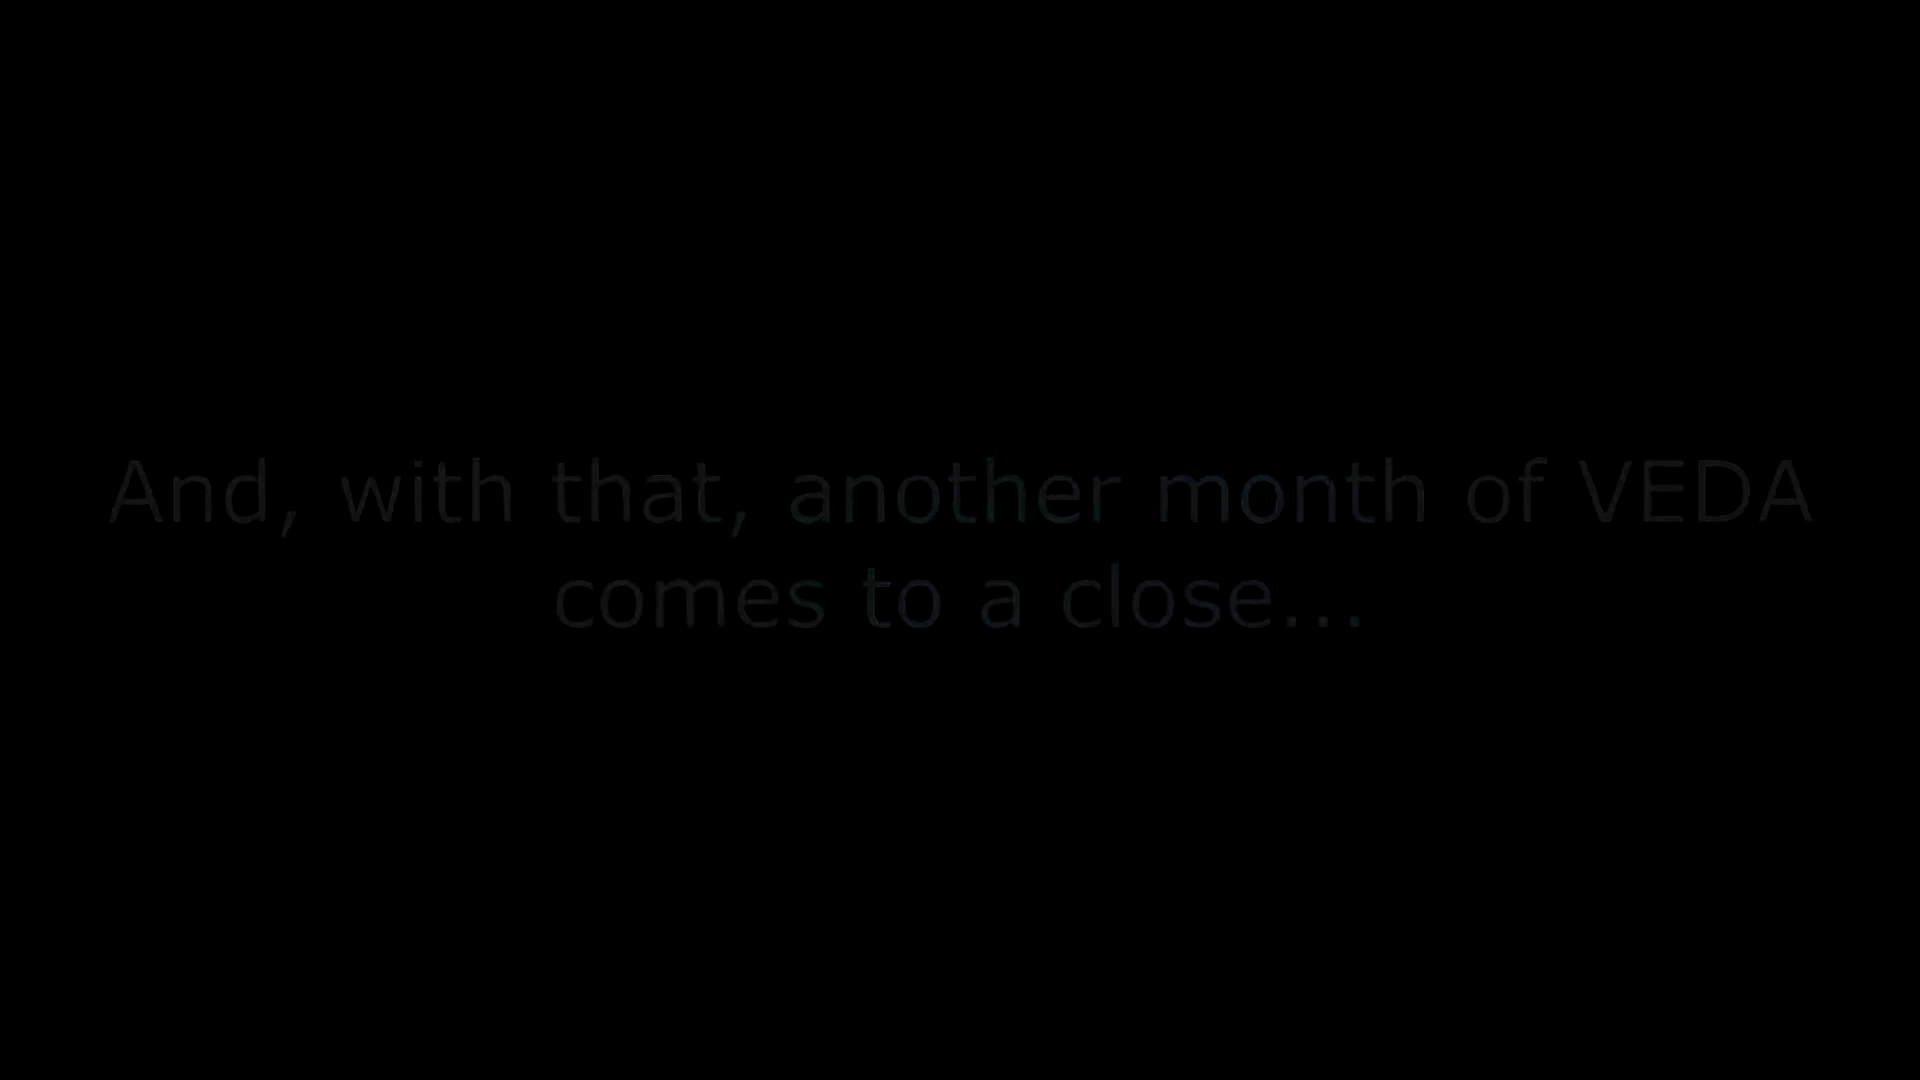 And, with that, another month of VEDA
comes to a close...